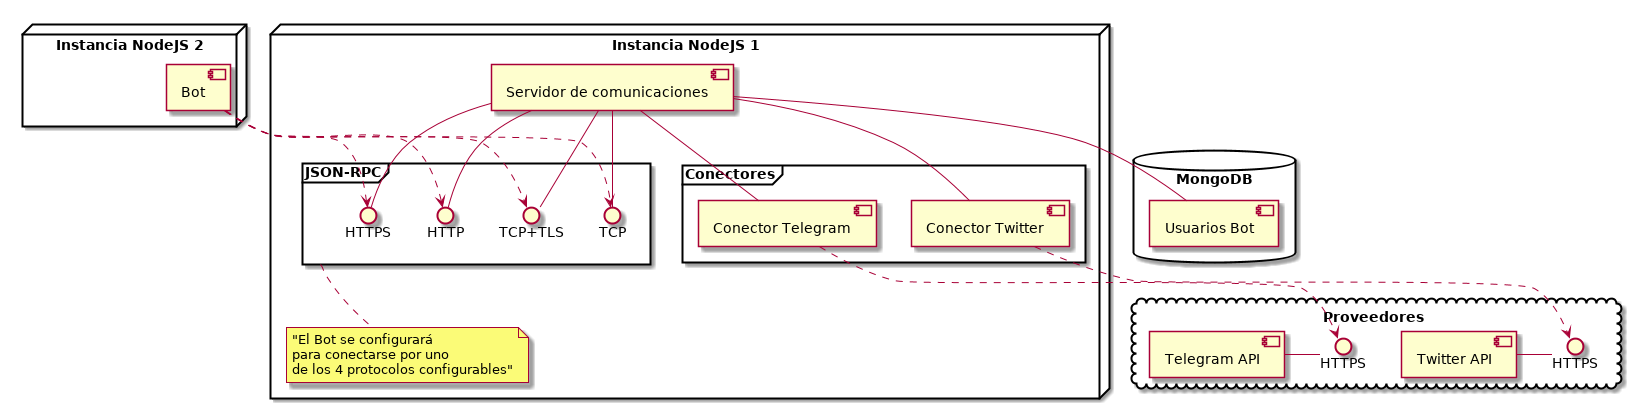 Instancia NodeJS 2
Bot
Instancia NodeJS 1
Servidor de comunicaciones
JSON-RPC
HTTPS
HTTP
TCP+TLS
TCP
Conectores
Conector Telegram
Conector Twitter
MongoDB
Usuarios Bot
"El Bot se configurará
para conectarse por uno
de los 4 protocolos configurables"
Proveedores
Telegram API
HTTPS
Twitter API
HTTPS